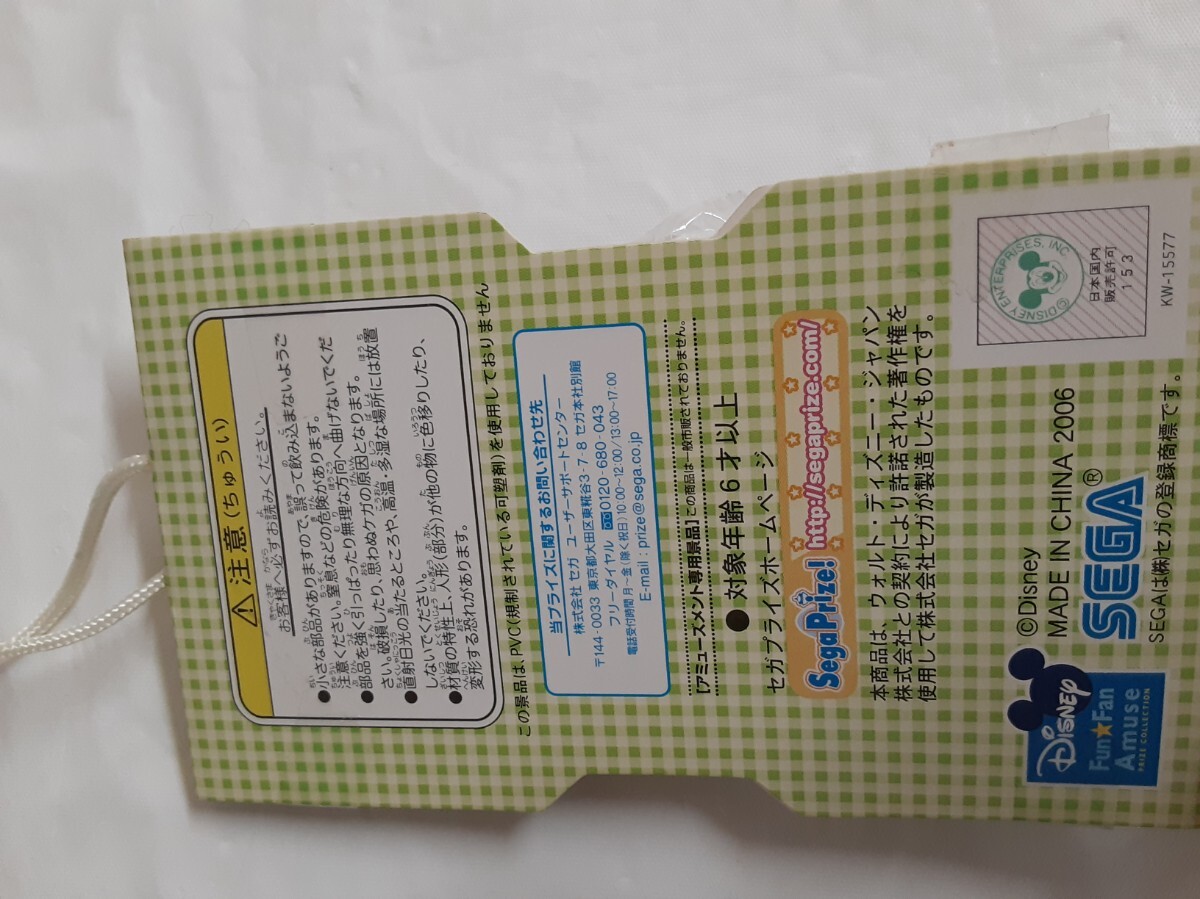 ⚠ 注意(ちゅうい)
お客様へ必ずお読みください。
●小さな部品がありますので、誤って飲み込まないようご
注意ください。窒息などの危険があります。
●部品を強く引っぱったり無理な方向へ曲げないでくだ
さい。破損したり、思わぬケガの原因となります。
●直射日光の当たるところや、高温 多湿な場所には放置
しないでください。
●材質の特性上、人形(部分)が他の物に色移りしたり、
変形する恐れがあります。
この景品は、PVC(規制されている可塑剤)を使用しておりません
当プライズに関するお問い合わせ先
株式会社セガ ユーザーサポートセンター
〒144-0033 東京都大田区東糀谷3-7-8 セガ本社別館
フリーダイヤル 0120-680-043
電話受付時間 月〜金(除く祝日)10:00〜12:00/13:00〜17:00
E-mail : prize@sega.co.jp
[アミューズメント専用景品]この商品は一般市販されておりません。
● 対象年齢6才以上
セガプライズホームページ
SegaPrize! http://segaprize.com/
本商品は、ウォルト・ディズニー・ジャパン
株式会社との契約により許諾された著作権を
使用して株式会社セガが製造したものです。
©DISNEY ENTERPRISES, INC
日本国内
販売許可
153
KW-15577
©Disney
MADE IN CHINA 2006
SEGA®
SEGAは㈱セガの登録商標です。
DISNEY
Fun★Fan
Amuse
PRIZE COLLECTION